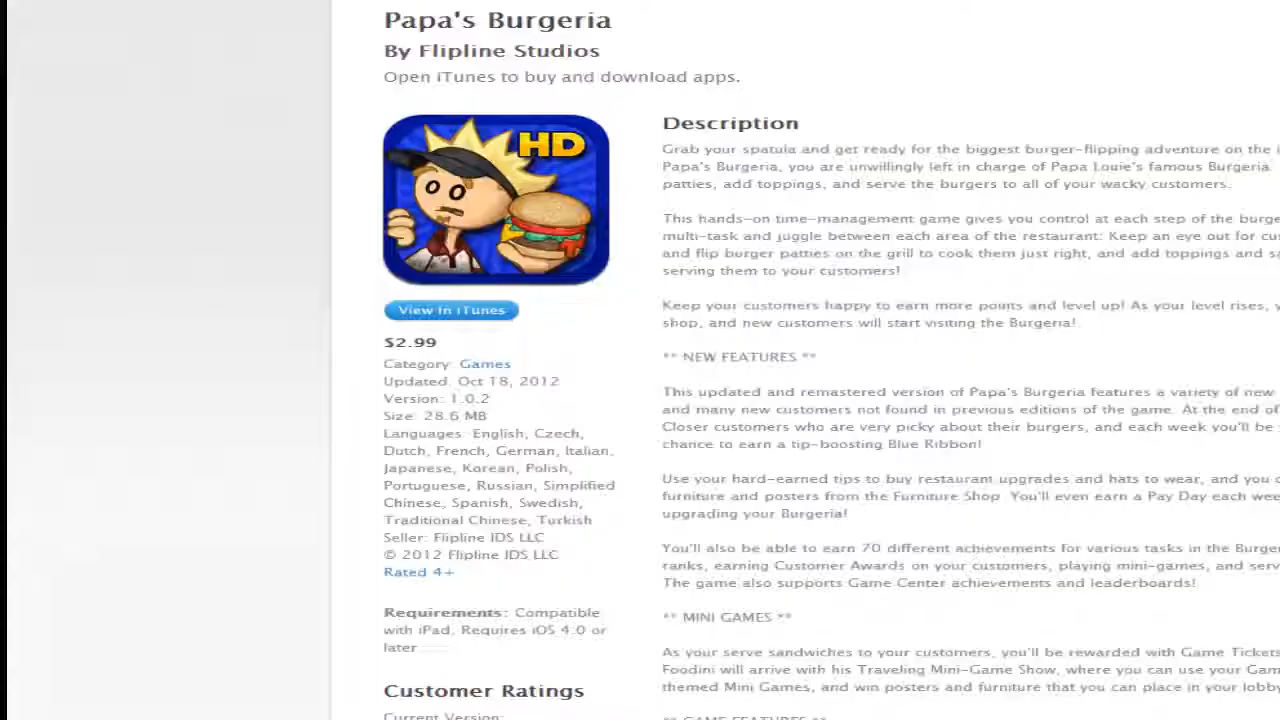 Papa's Burgeria
By Flipline Studios
Open iTunes to buy and download apps.
HD
View In iTunes
$2.99
Category: Games
Updated: Oct 18, 2012
Version: 1.0.2
Size: 28.6 MB
Languages: English, Czech,
Dutch, French, German, Italian,
Japanese, Korean, Polish,
Portuguese, Russian, Simplified
Chinese, Spanish, Swedish,
Traditional Chinese, Turkish
Seller: Flipline IDS LLC
© 2012 Flipline IDS LLC
Rated 4+
Requirements: Compatible
with iPad. Requires iOS 4.0 or
later.
Customer Ratings
Current Version:
Description
Grab your spatula and get ready for the biggest burger-flipping adventure on the
Papa's Burgeria, you are unwillingly left in charge of Papa Louie's famous Burgeria.
patties, add toppings, and serve the burgers to all of your wacky customers.
This hands-on time-management game gives you control at each step of the
multi-task and juggle between each area of the restaurant: Keep an eye out for
and flip burger patties on the grill to cook them just right, and add toppings and
serving them to your customers!
Keep your customers happy to earn more points and level up! As your level rises,
shop, and new customers will start visiting the Burgeria!
** NEW FEATURES **
This updated and remastered version of Papa's Burgeria features a variety of new
and many new customers not found in previous editions of the game. At the end of
Closer customers who are very picky about their burgers, and each week you'll be
chance to earn a tip-boosting Blue Ribbon!
Use your hard-earned tips to buy restaurant upgrades and hats to wear, and you
furniture and posters from the Furniture Shop. You'll even earn a Pay Day each
upgrading your Burgeria!
You'll also be able to earn 70 different achievements for various tasks in the
ranks, earning Customer Awards on your customers, playing mini-games, and
The game also supports Game Center achievements and leaderboards!
** MINI GAMES **
As your serve sandwiches to your customers, you'll be rewarded with Game Tickets
Foodini will arrive with his Traveling Mini-Game Show, where you can use your
themed Mini Games, and win posters and furniture that you can place in your lobby
** GAME FEATURES **